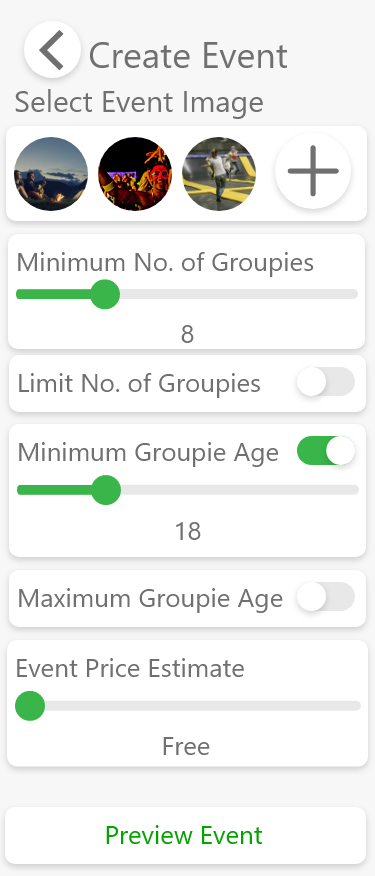 Create Event
Select Event Image
Minimum No. of Groupies
8
Limit No. of Groupies
Minimum Groupie Age
18
Maximum Groupie Age
Event Price Estimate
Free
Preview Event